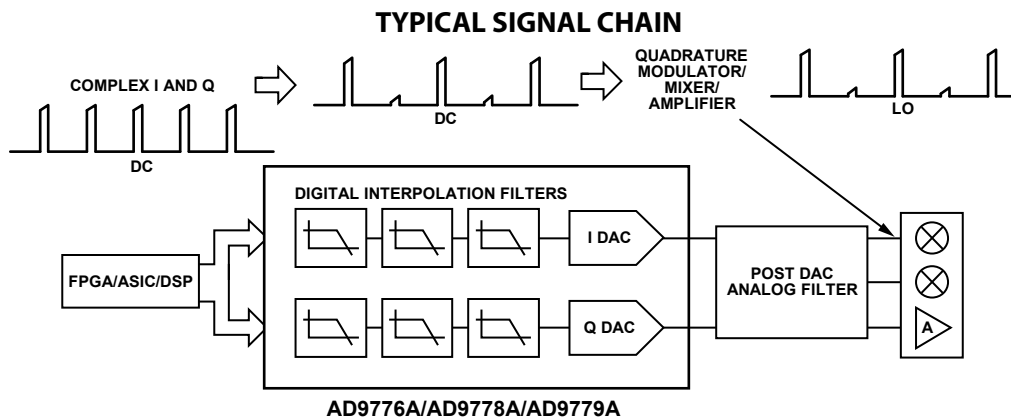 TYPICAL SIGNAL CHAIN
COMPLEX I AND Q
DC
DC
QUADRATURE
MODULATOR/
MIXER/
AMPLIFIER
LO
DIGITAL INTERPOLATION FILTERS
FPGA/ASIC/DSP
I DAC
Q DAC
POST DAC
ANALOG FILTER
A
AD9776A/AD9778A/AD9779A